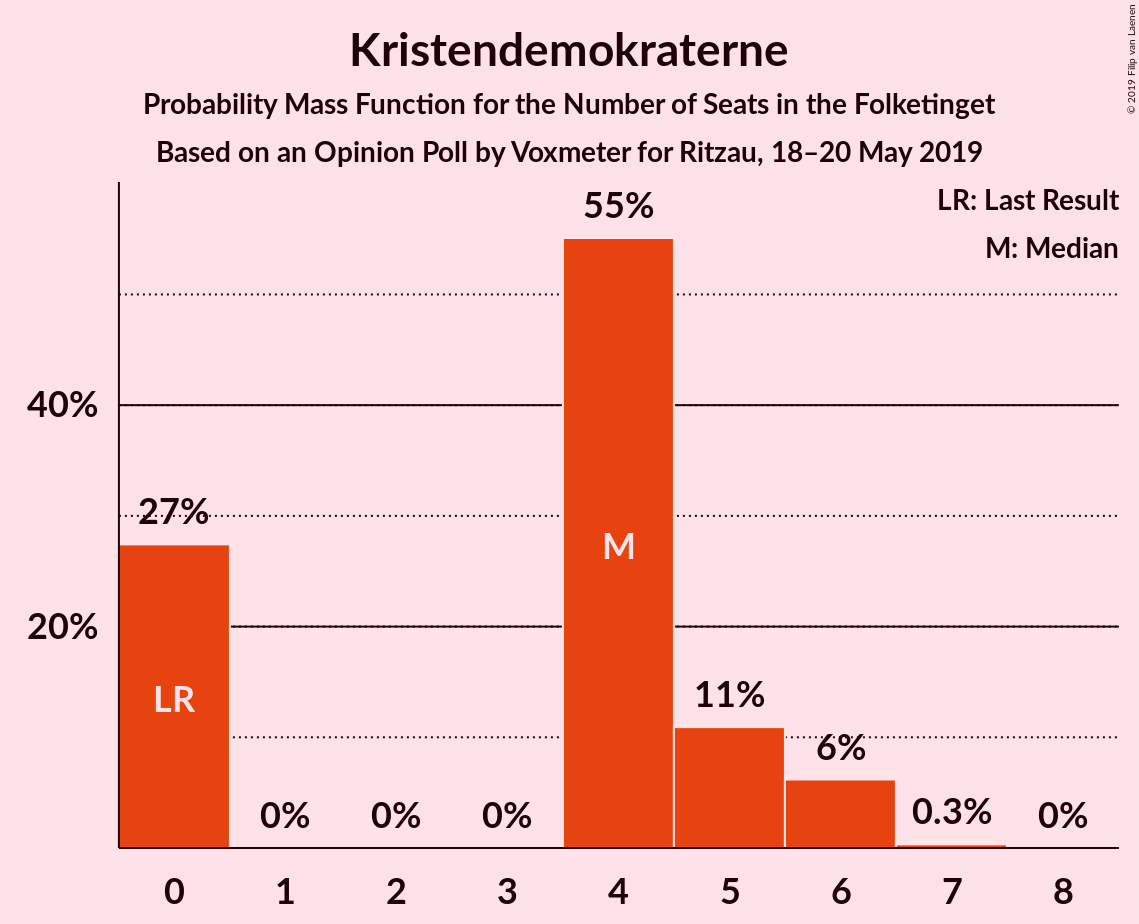 Kristendemokraterne
Probability Mass Function for the Number of Seats in the Folketinget
Based on an Opinion Poll by Voxmeter for Ritzau, 18–20 May 2019
© 2019 Filip van Laenen
LR: Last Result
M: Median
55%
40%
27%
M
20%
LR
11%
6%
0%
0%
0%
0.3%
0%
0 1 2 3 4 5 6 7 8